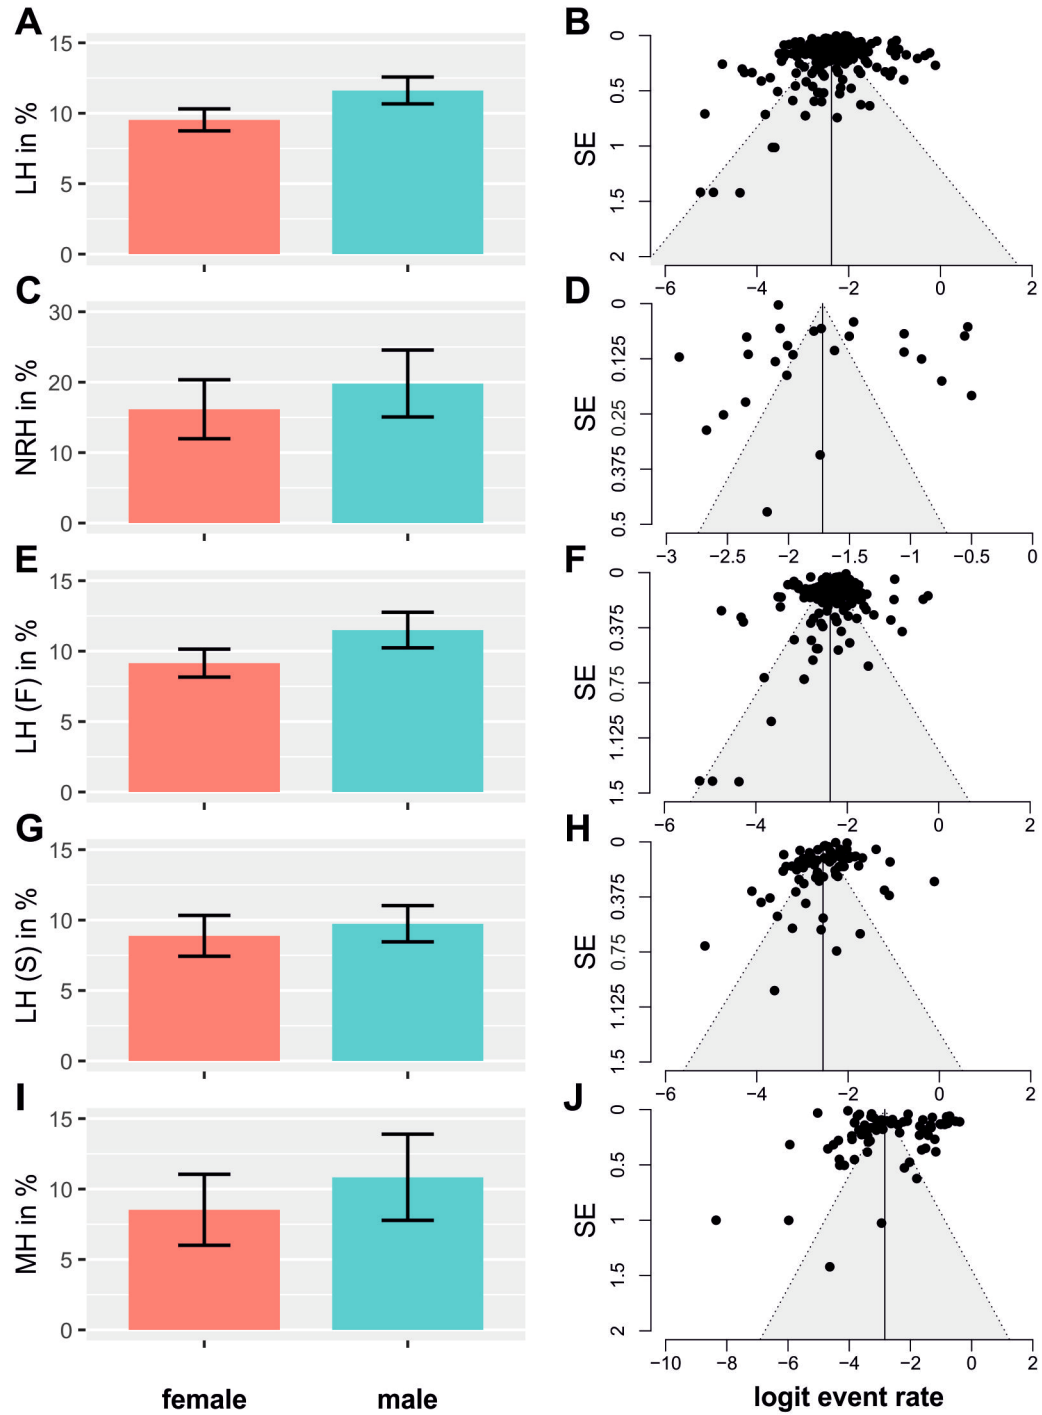 A
LH in %
15
10
5
0
B
SE
0
0.5
1
1.5
2
−6 −4 −2 0 2
C
NRH in %
30
20
10
0
D
SE
0
0.125
0.25
0.375
0.5
−3 −2.5 −2 −1.5 −1 −0.5 0
E
LH (F) in %
15
10
5
0
F
SE
0
0.375
0.75
1.125
1.5
−6 −4 −2 0 2
G
LH (S) in %
15
10
5
0
H
SE
0
0.375
0.75
1.125
1.5
−6 −4 −2 0 2
I
MH in %
15
10
5
0
female male
J
SE
0
0.5
1
1.5
2
−10 −8 −6 −4 −2 0 2
logit event rate